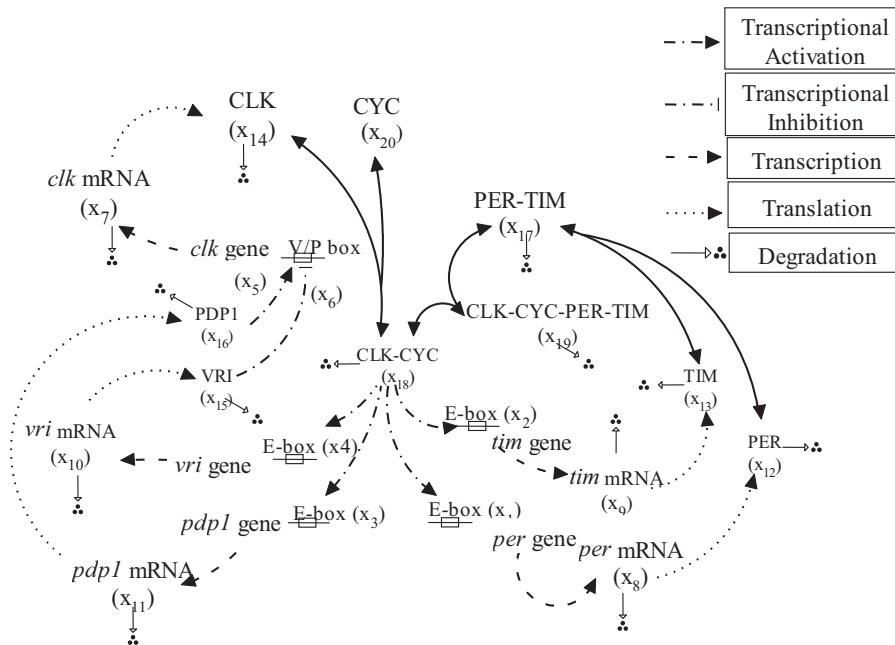 CLK
(x14)
CYC
(x20)
clk mRNA
(x7)
clk gene
V/P box
(x5)
(x6)
PDP1
(x16)
VRI
(x15)
vri mRNA
(x10)
vri gene
E-box (x4)
pdp1 gene
E-box (x3)
pdp1 mRNA
(x11)
PER-TIM
(x17)
CLK-CYC-PER-TIM
(x19)
CLK-CYC
(x18)
E-box (x2)
tim gene
TIM
(x13)
PER
(x12)
tim mRNA
(x9)
E-box (x1)
per gene
per mRNA
(x8)
Transcriptional
Activation
Transcriptional
Inhibition
Transcription
Translation
Degradation